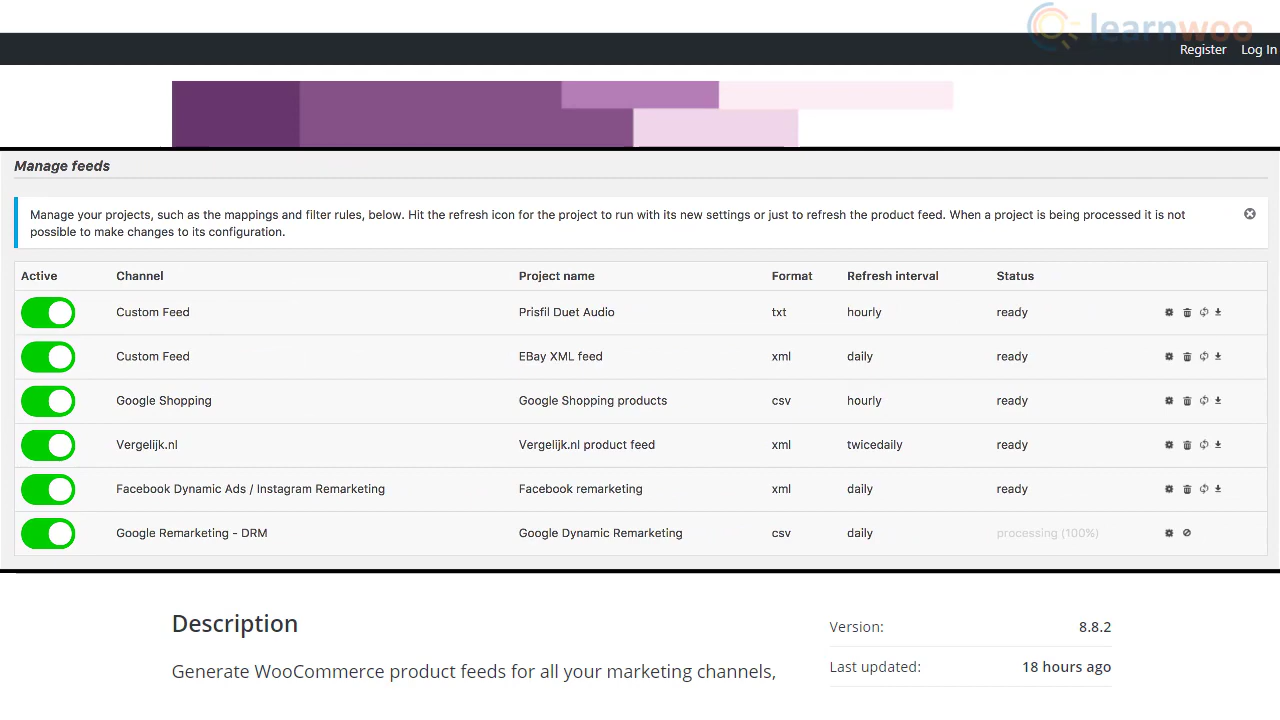 learnwoo
Register Log In
Manage feeds
Manage your projects, such as the mappings and filter rules, below. Hit the refresh icon for the project to run with its new settings or just to refresh the product feed. When a project is being processed it is not
possible to make changes to its configuration.
Active Channel Project name Format Refresh interval Status
Custom Feed Prisfil Duet Audio txt hourly ready
Custom Feed EBay XML feed xml daily ready
Google Shopping Google Shopping products csv hourly ready
Vergelijk.nl Vergelijk.nl product feed xml twicedaily ready
Facebook Dynamic Ads / Instagram Remarketing Facebook remarketing xml daily ready
Google Remarketing - DRM Google Dynamic Remarketing csv daily processing (100%)
Description
Generate WooCommerce product feeds for all your marketing channels,
Version: 8.8.2
Last updated: 18 hours ago